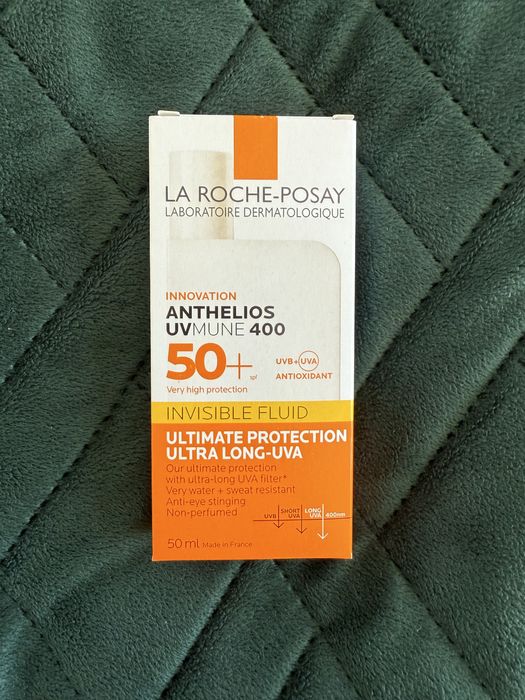 LA ROCHE-POSAY
LABORATOIRE DERMATOLOGIQUE
INNOVATION
ANTHELIOS
UVMUNE 400
50+ spf
Very high protection
UVB+UVA
ANTIOXIDANT
INVISIBLE FLUID
ULTIMATE PROTECTION
ULTRA LONG-UVA
Our ultimate protection
with ultra-long UVA filter*
Very water + sweat resistant
Anti-eye stinging
Non-perfumed
UVB
SHORT UVA
LONG UVA
400nm
50 ml Made in France